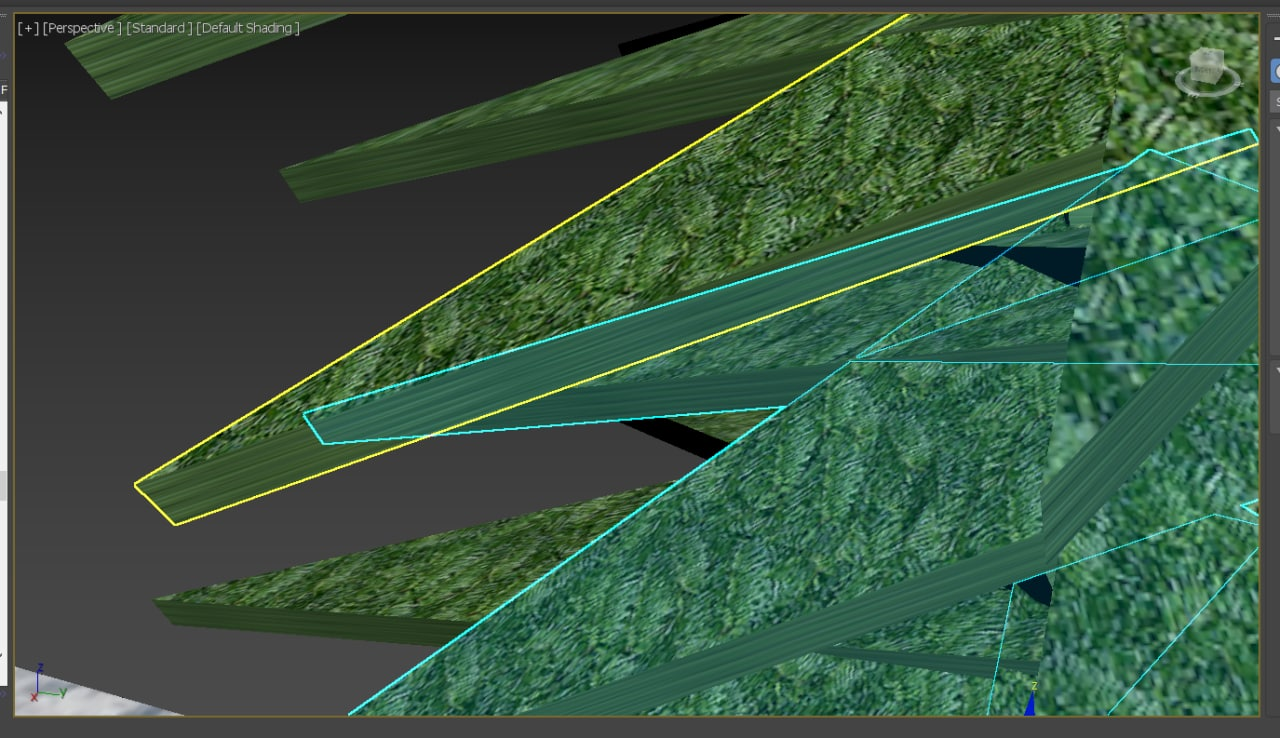 [ + ] [Perspective ] [Standard ] [Default Shading ]
F
z
x
y
z